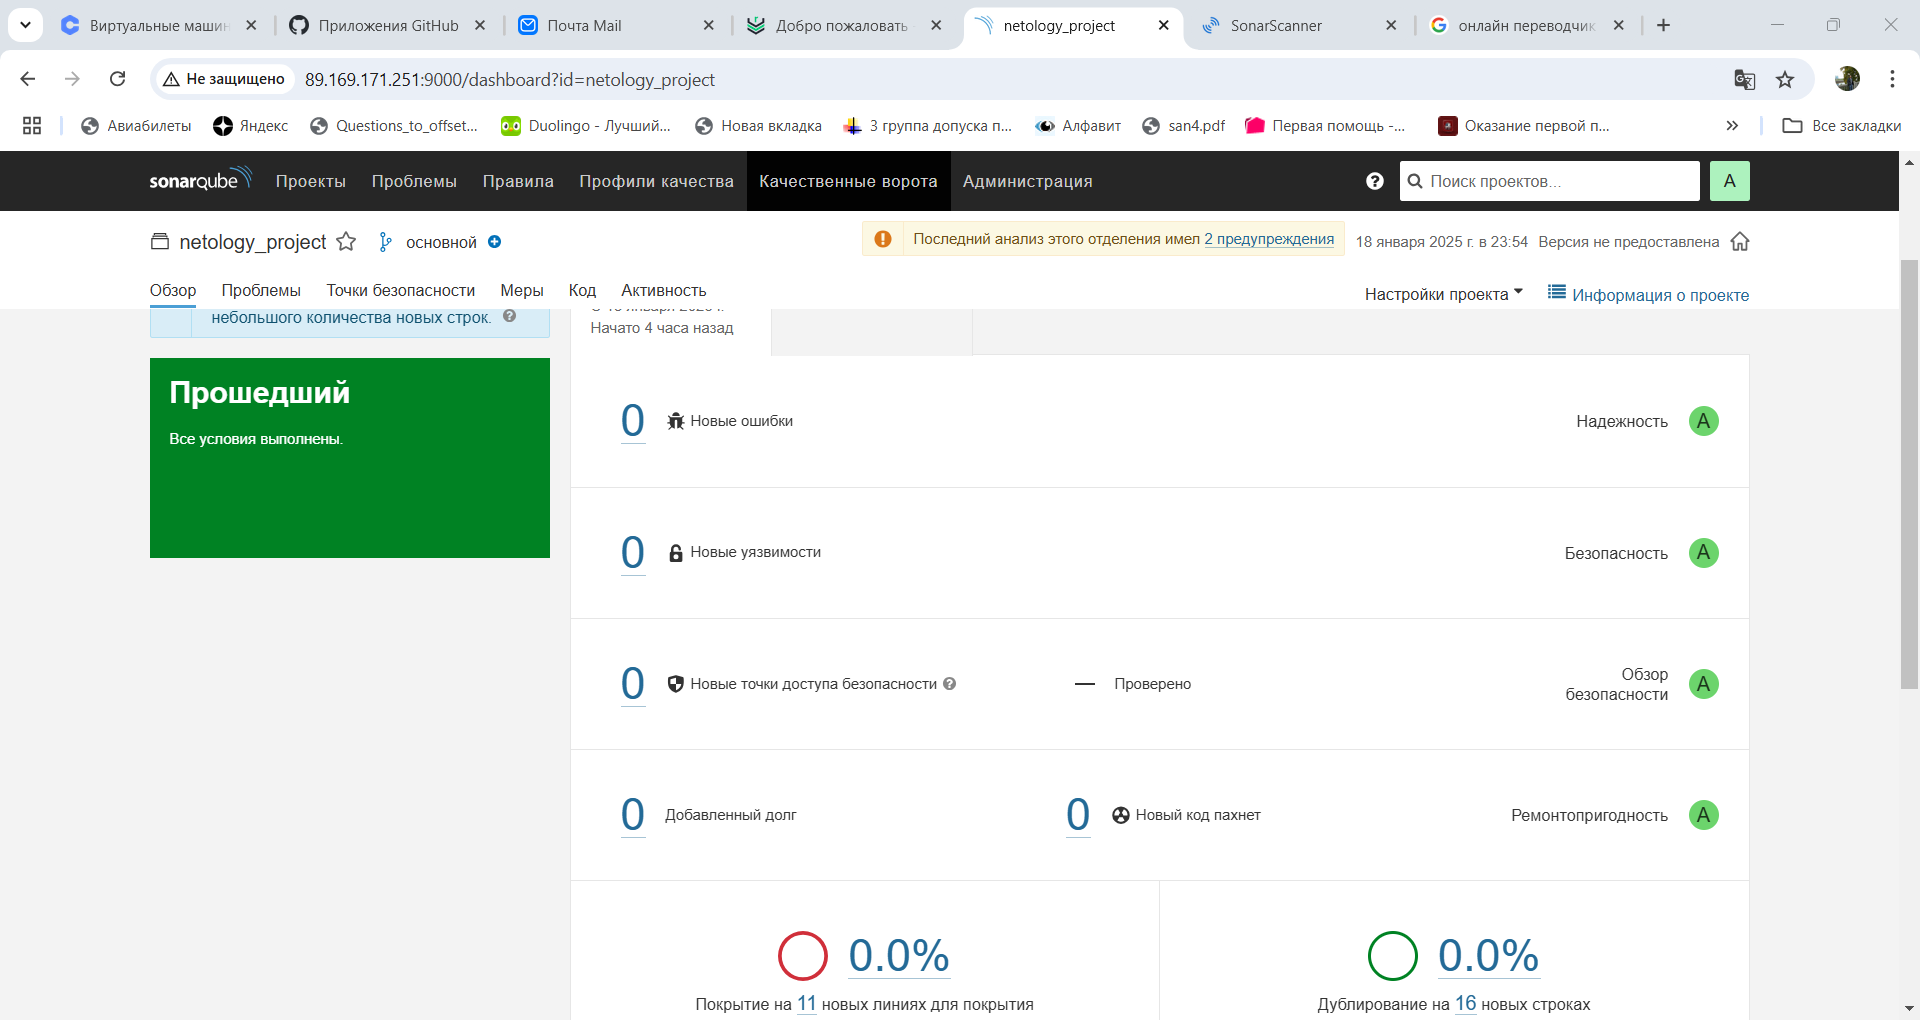 Виртуальные машин
Приложения GitHub
Почта Mail
Добро пожаловать
netology_project
SonarScanner
онлайн переводчик
Не защищено
89.169.171.251:9000/dashboard?id=netology_project
Авиабилеты
Яндекс
Questions_to_offset...
Duolingo - Лучший...
Новая вкладка
3 группа допуска п...
Алфавит
san4.pdf
Первая помощь -...
Оказание первой п...
Все закладки
sonarqube
Проекты
Проблемы
Правила
Профили качества
Качественные ворота
Администрация
Поиск проектов...
A
netology_project
основной
Последний анализ этого отделения имел 2 предупреждения
18 января 2025 г. в 23:54
Версия не предоставлена
Обзор
Проблемы
Точки безопасности
Меры
Код
Активность
Настройки проекта
Информация о проекте
небольшого количества новых строк.
Начато 4 часа назад
Прошедший
Все условия выполнены.
0 Новые ошибки
Надежность A
0 Новые уязвимости
Безопасность A
0 Новые точки доступа безопасности
— Проверено
Обзор
безопасности A
0 Добавленный долг
0 Новый код пахнет
Ремонтопригодность A
0.0%
Покрытие на 11 новых линиях для покрытия
0.0%
Дублирование на 16 новых строках